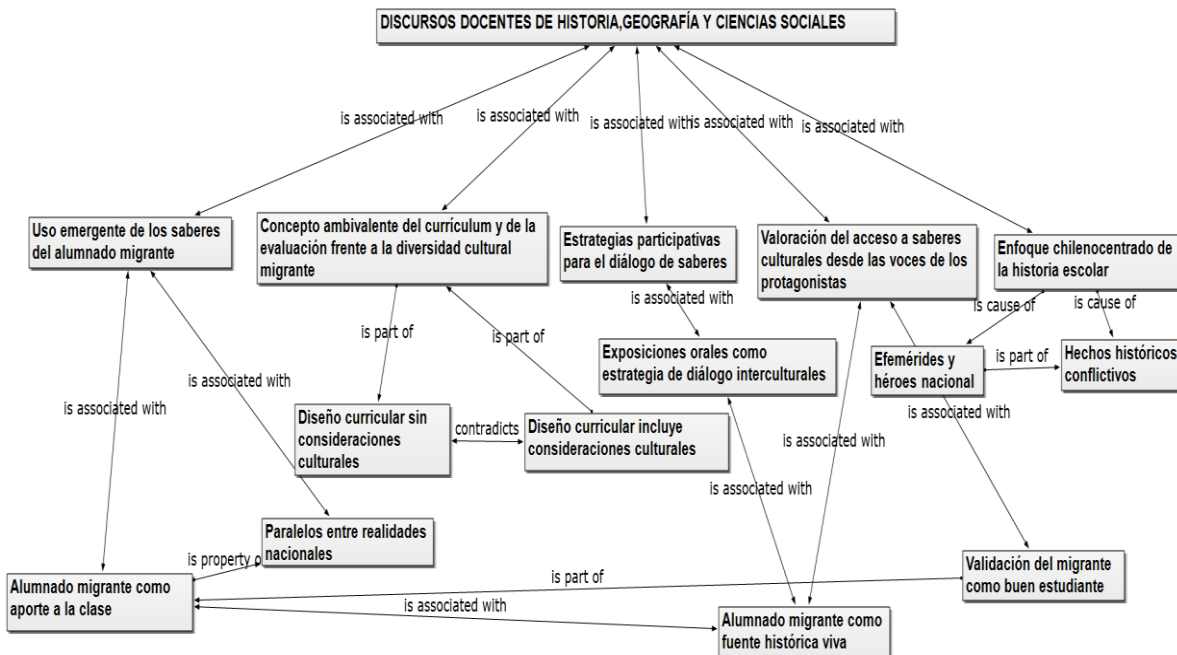 DISCURSOS DOCENTES DE HISTORIA,GEOGRAFÍA Y CIENCIAS SOCIALES
is associated with
is associated with
is associated with
is associated with
is associated with
Uso emergente de los saberes
del alumnado migrante
Concepto ambivalente del currículum y de la
evaluación frente a la diversidad cultural
migrante
Estrategias participativas
para el diálogo de saberes
Valoración del acceso a saberes
culturales desde las voces de los
protagonistas
Enfoque chilenocentrado de
la historia escolar
is associated with
is cause of
is cause of
is part of
is part of
Exposiciones orales como
estrategia de diálogo interculturales
Efemérides y
héroes nacional
is part of
Hechos históricos
conflictivos
is associated with
is associated with
Diseño curricular sin
consideraciones
culturales
contradicts
Diseño curricular incluye
consideraciones culturales
is associated with
is associated with
is associated with
Paralelos entre realidades
nacionales
is property o
Alumnado migrante como
aporte a la clase
is part of
Validación del migrante
como buen estudiante
is associated with
Alumnado migrante como
fuente histórica viva